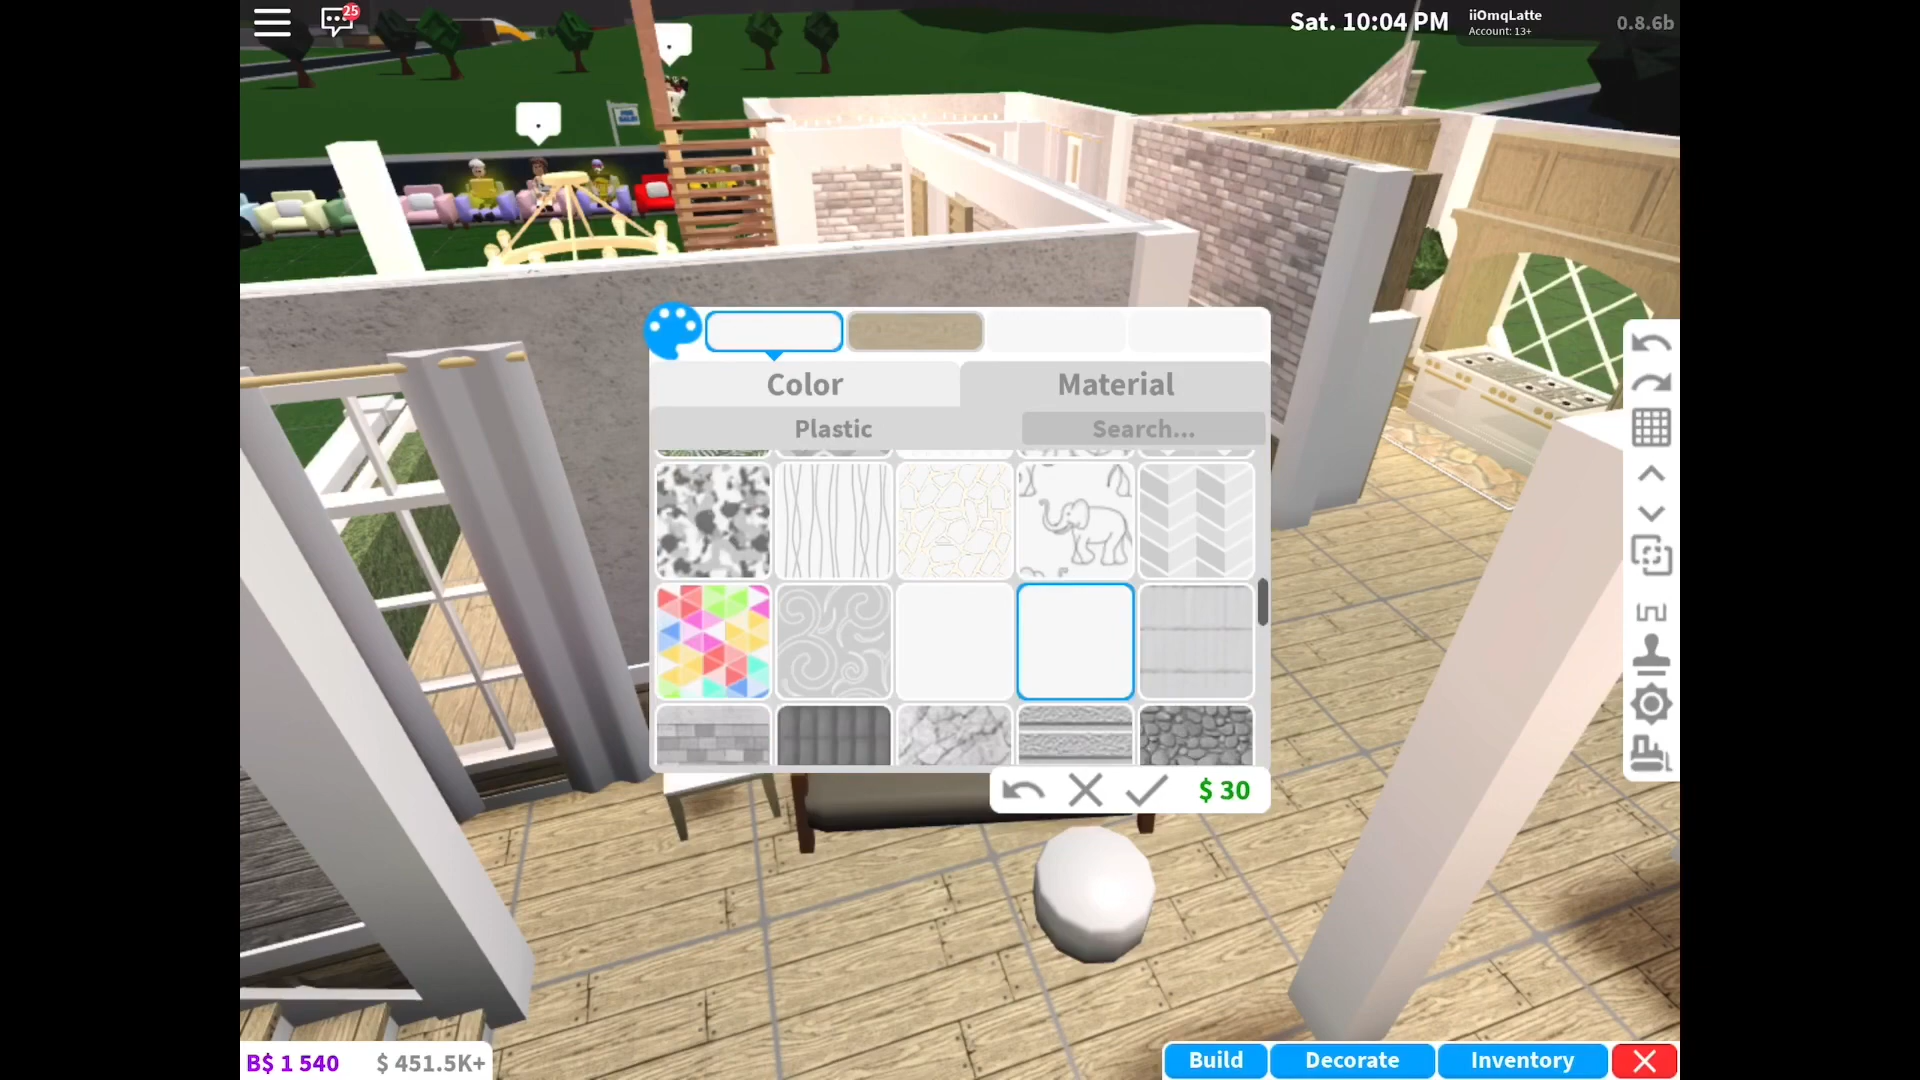 25
Sat. 10:04 PM
iiOmqLatte
Account: 13+
0.8.6b
Color
Material
Plastic
Search...
$ 30
B$ 1 540
$ 451.5K+
Build
Decorate
Inventory